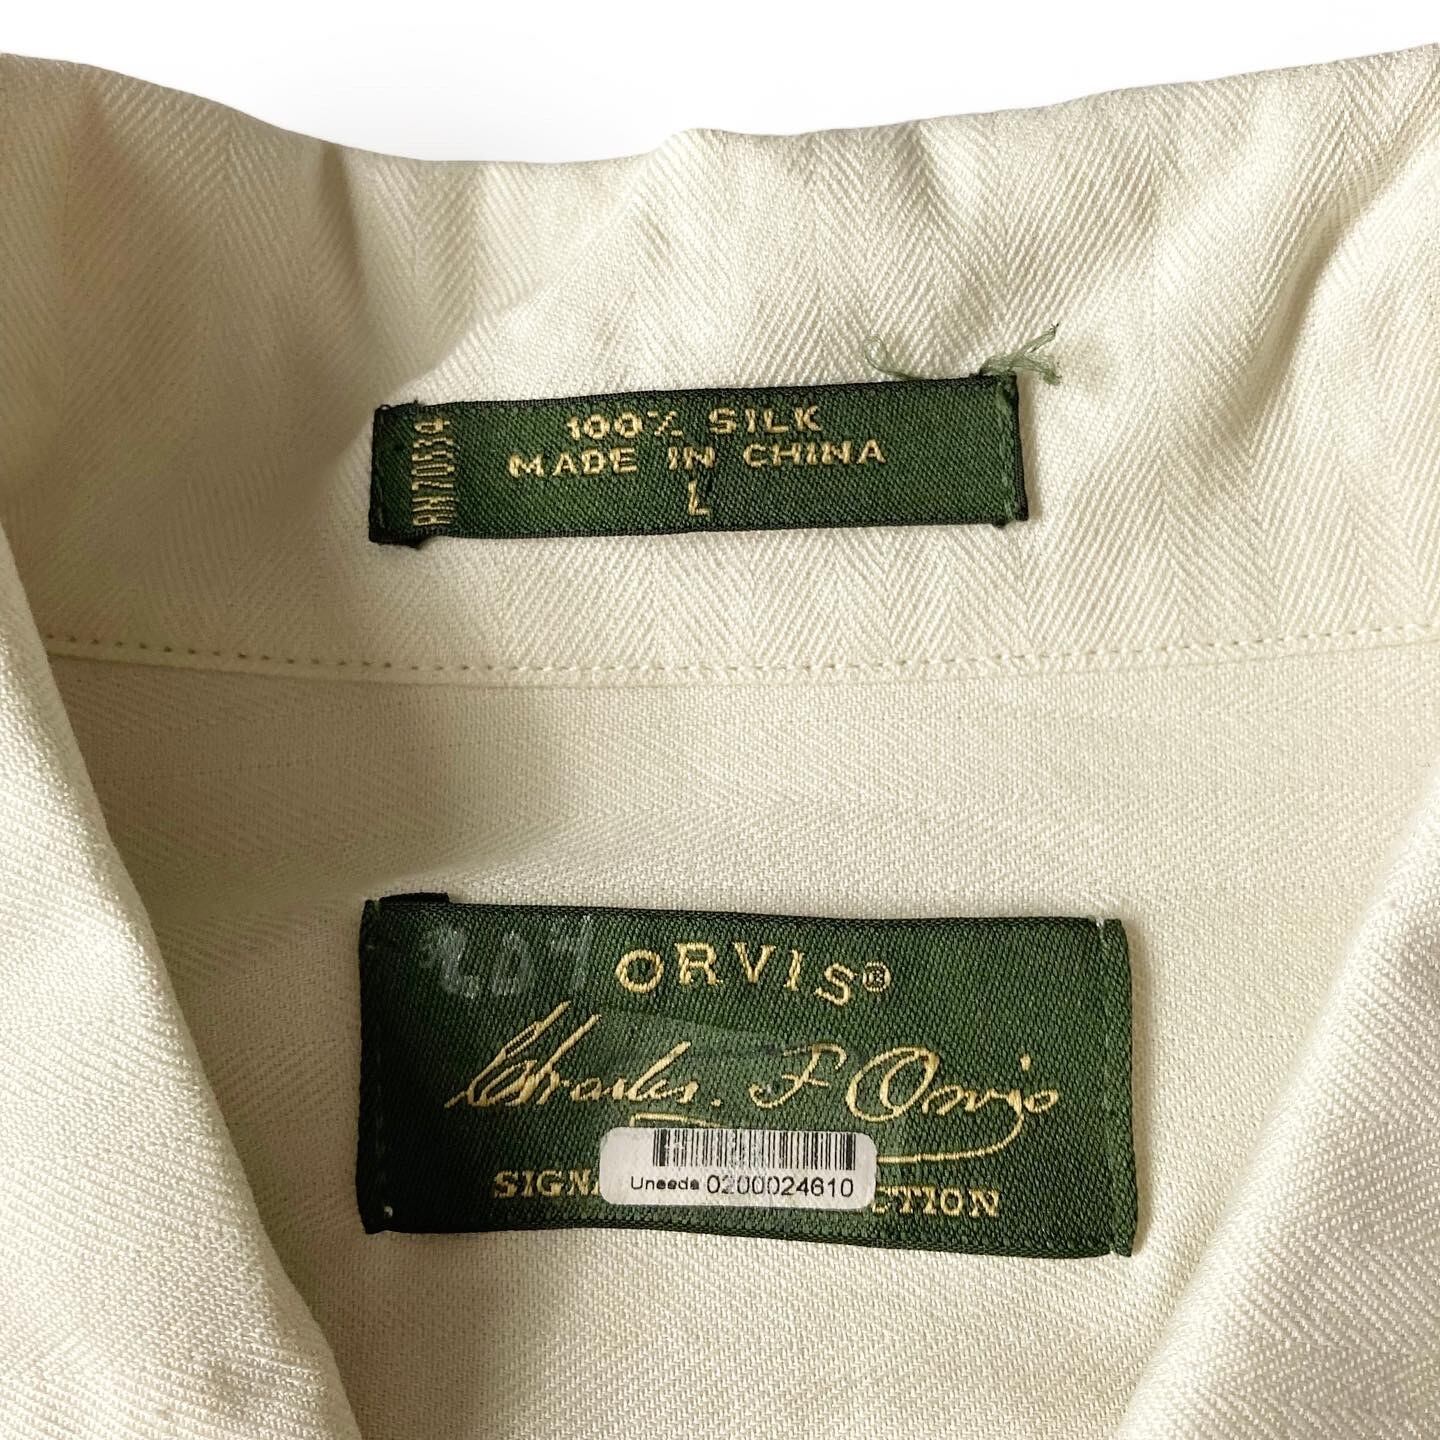 RN70534
100% SILK
MADE IN CHINA
L
ORVIS®
Charles F Orvis
SIGN CTION
Uneeda 0200024610